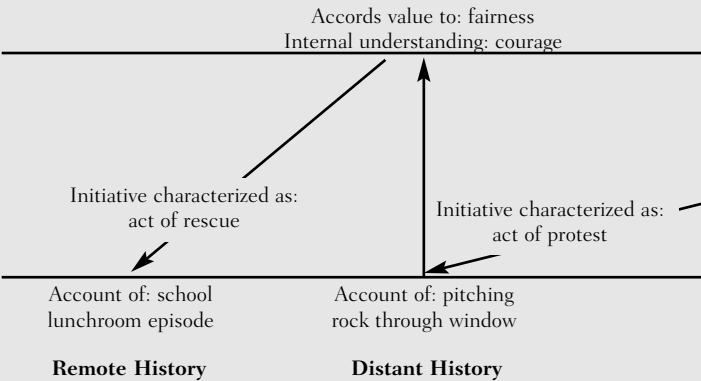 Accords value to: fairness
Internal understanding: courage
Initiative characterized as:
act of rescue
Initiative characterized as:
act of protest
Account of: school
lunchroom episode
Account of: pitching
rock through window
Remote History
Distant History